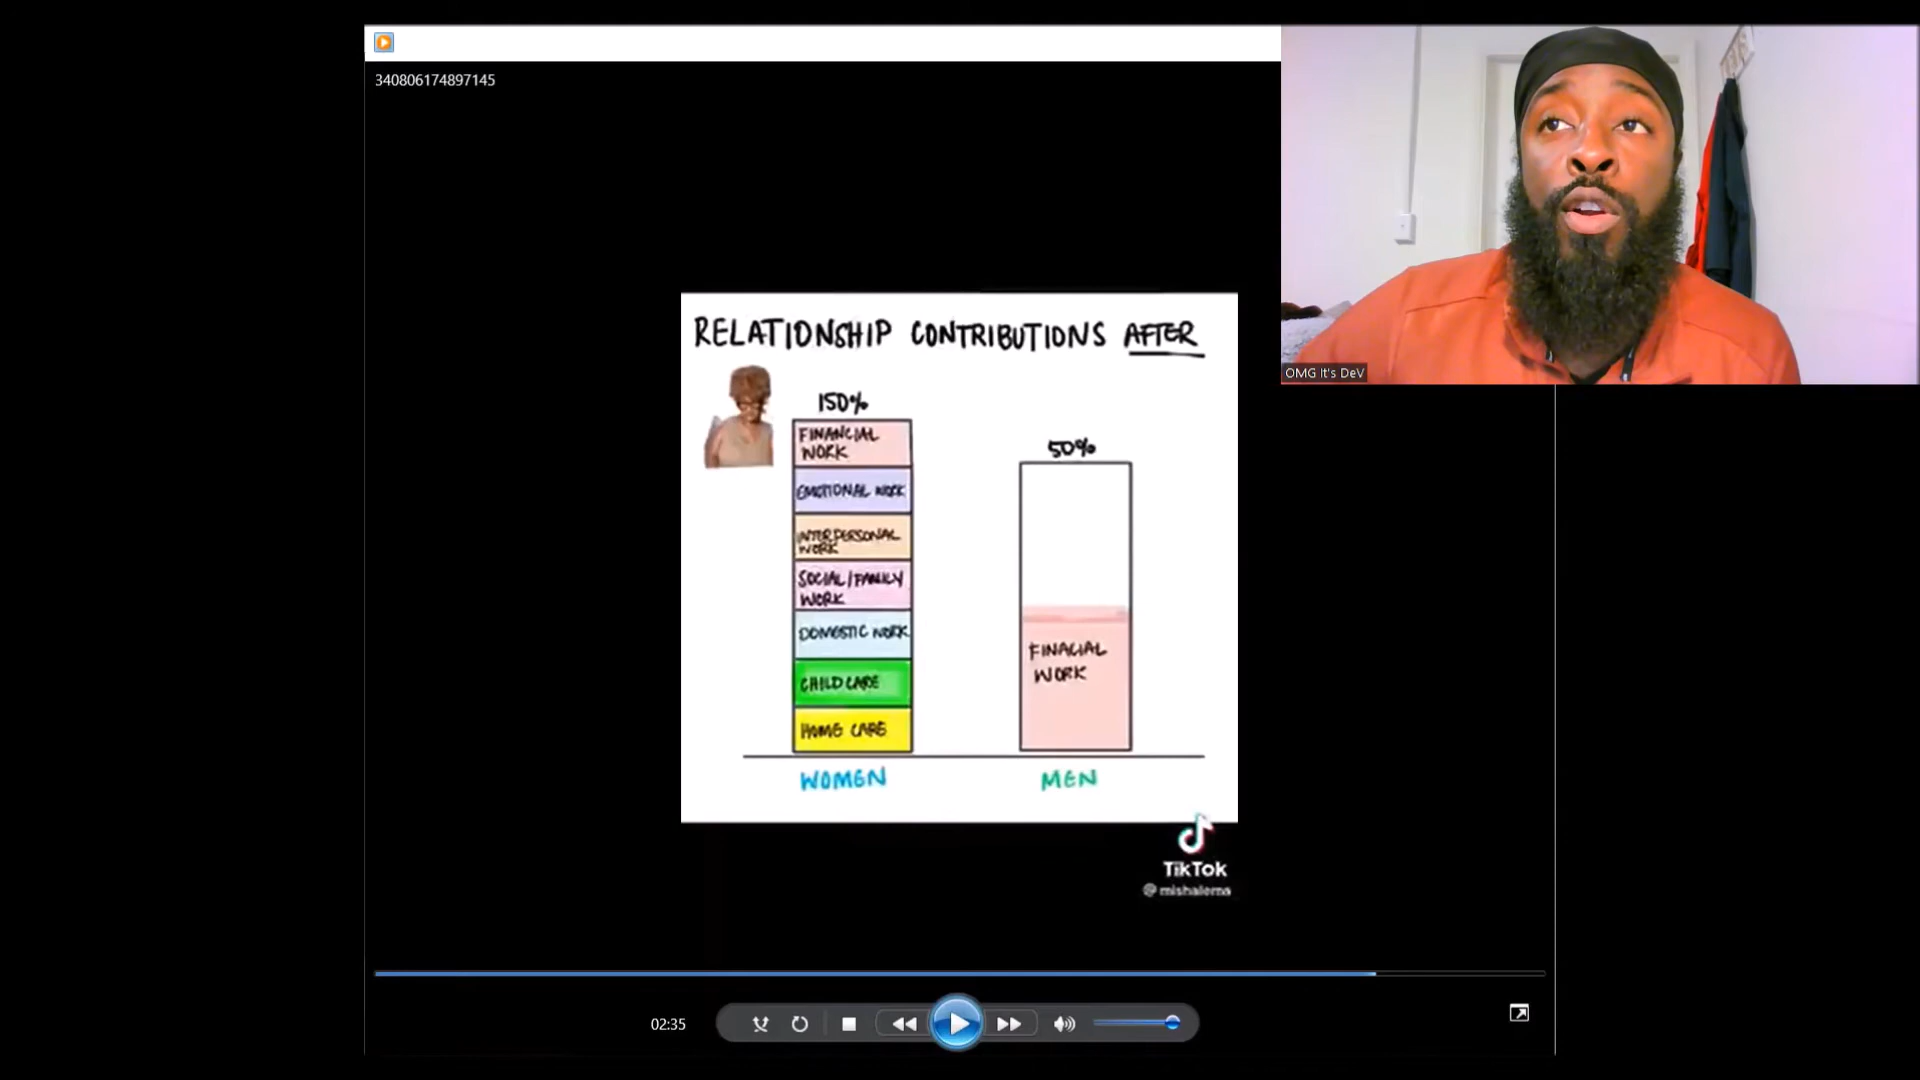 340806174897145
OMG It's DeV
RELATIONSHIP CONTRIBUTIONS AFTER
150%
FINANCIAL
WORK
EMOTIONAL WORK
INTERPERSONAL
WORK
SOCIAL/FAMILY
WORK
DOMESTIC WORK
CHILD CARE
HOME CARE
50%
FINACIAL
WORK
WOMEN
MEN
TikTok
@mishalema
02:35